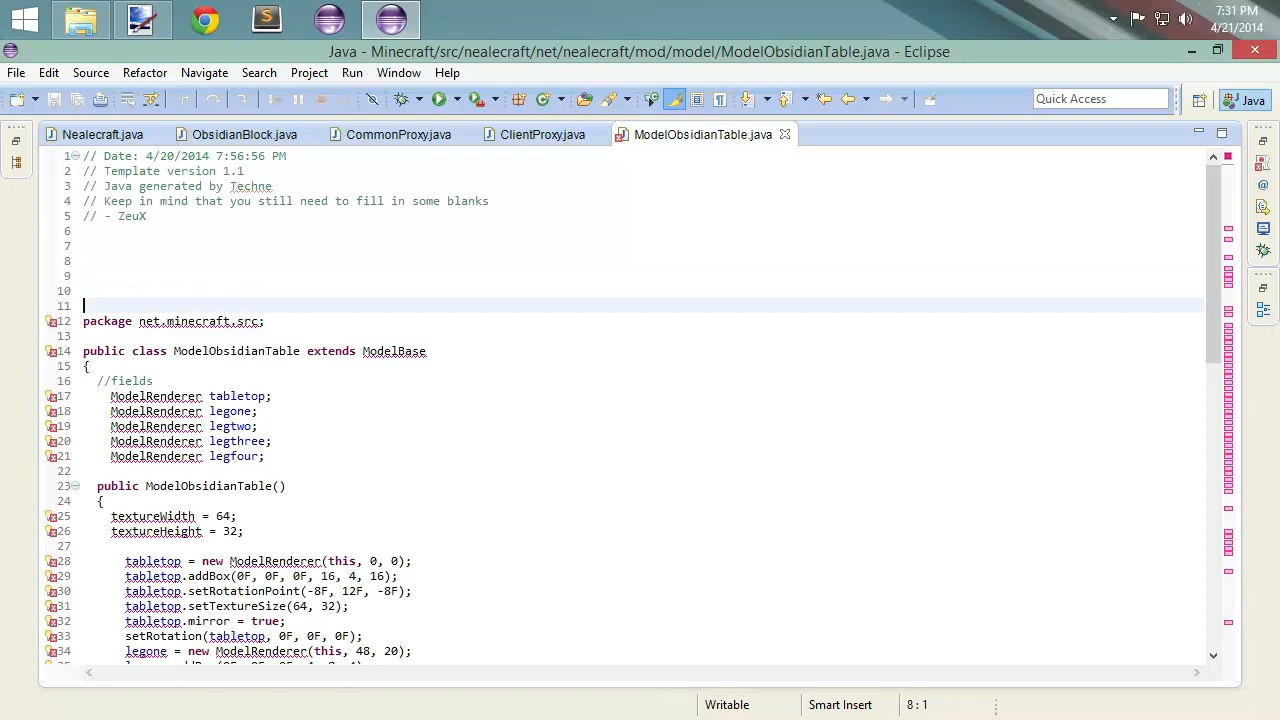 7:31 PM
4/21/2014
Java - Minecraft/src/nealecraft/net/nealecraft/mod/model/ModelObsidianTable.java - Eclipse
File Edit Source Refactor Navigate Search Project Run Window Help
Quick Access
Java
Nealecraft.java ObsidianBlock.java CommonProxy.java ClientProxy.java ModelObsidianTable.java
1 // Date: 4/20/2014 7:56:56 PM
2 // Template version 1.1
3 // Java generated by Techne
4 // Keep in mind that you still need to fill in some blanks
5 // - ZeuX
6
7
8
9
10
11
12 package net.minecraft.src;
13
14 public class ModelObsidianTable extends ModelBase
15 {
16 //fields
17 ModelRenderer tabletop;
18 ModelRenderer legone;
19 ModelRenderer legtwo;
20 ModelRenderer legthree;
21 ModelRenderer legfour;
22
23 public ModelObsidianTable()
24 {
25 textureWidth = 64;
26 textureHeight = 32;
27
28 tabletop = new ModelRenderer(this, 0, 0);
29 tabletop.addBox(0F, 0F, 0F, 16, 4, 16);
30 tabletop.setRotationPoint(-8F, 12F, -8F);
31 tabletop.setTextureSize(64, 32);
32 tabletop.mirror = true;
33 setRotation(tabletop, 0F, 0F, 0F);
34 legone = new ModelRenderer(this, 48, 20);
Writable Smart Insert 8 : 1